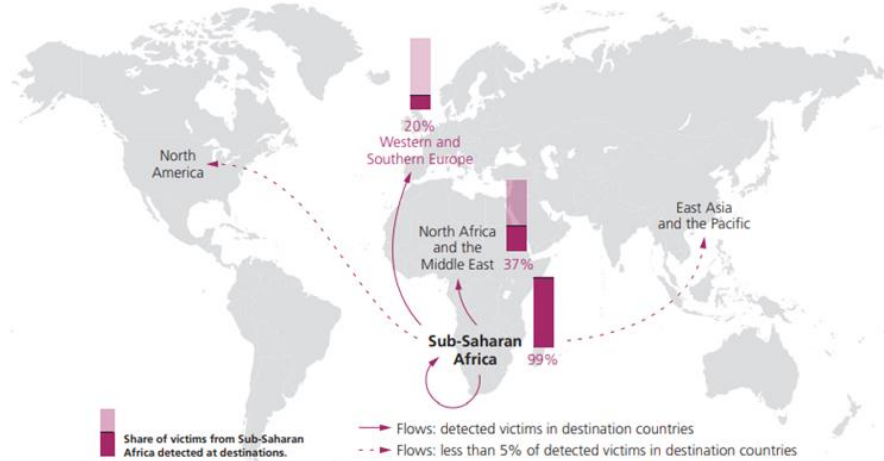 20%
Western and
Southern Europe
North
America
East Asia
and the Pacific
North Africa
and the
Middle East
37%
Sub-Saharan
Africa
99%
Share of victims from Sub-Saharan
Africa detected at destinations.
Flows: detected victims in destination countries
Flows: less than 5% of detected victims in destination countries